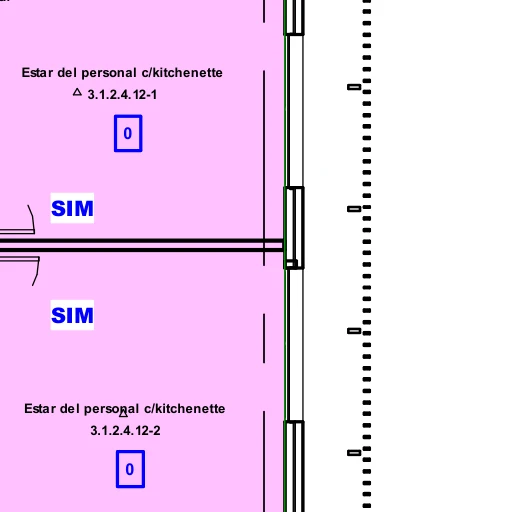 Estar del personal c/kitchenette
3.1.2.4.12-1
0
SIM
SIM
Estar del personal c/kitchenette
3.1.2.4.12-2
0